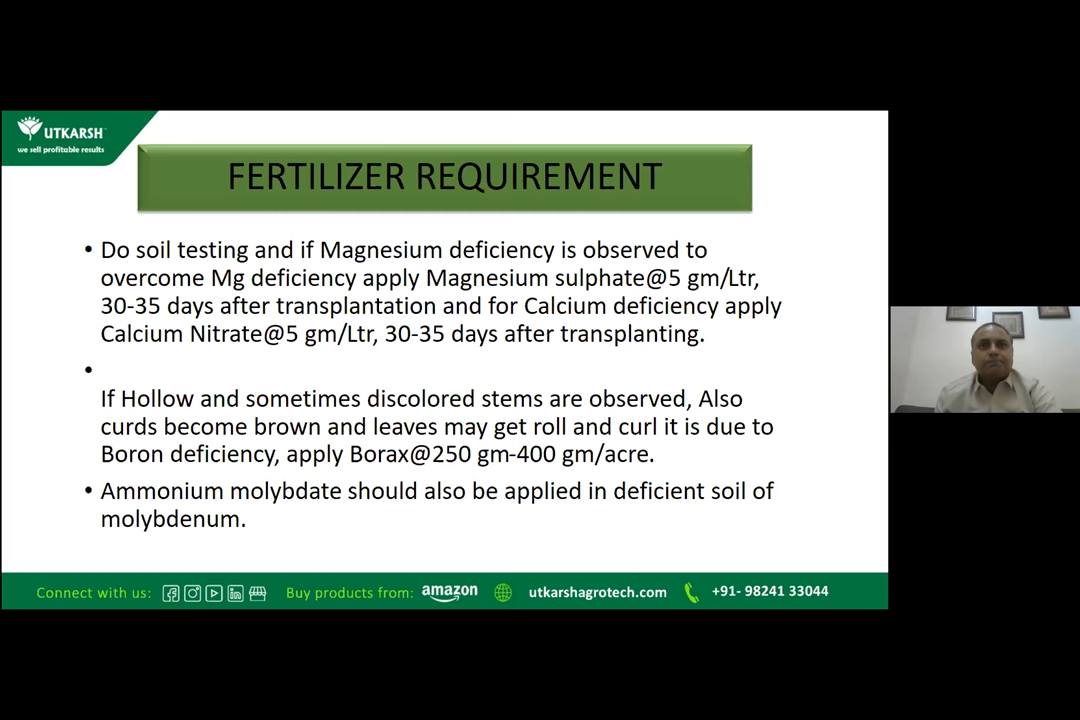 UTKARSH
we sell profitable results
FERTILIZER REQUIREMENT
• Do soil testing and if Magnesium deficiency is observed to
overcome Mg deficiency apply Magnesium sulphate@5 gm/Ltr,
30-35 days after transplantation and for Calcium deficiency apply
Calcium Nitrate@5 gm/Ltr, 30-35 days after transplanting.
•
If Hollow and sometimes discolored stems are observed, Also
curds become brown and leaves may get roll and curl it is due to
Boron deficiency, apply Borax@250 gm-400 gm/acre.
• Ammonium molybdate should also be applied in deficient soil of
molybdenum.
Connect with us: Buy products from: amazon utkarshagrotech.com +91- 98241 33044